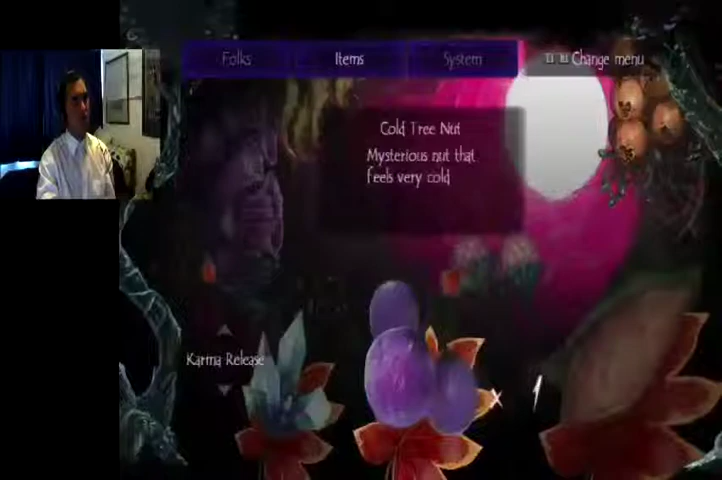 Folks Items System Change menu
Cold Tree Nut
Mysterious nut that
feels very cold
Karma Release